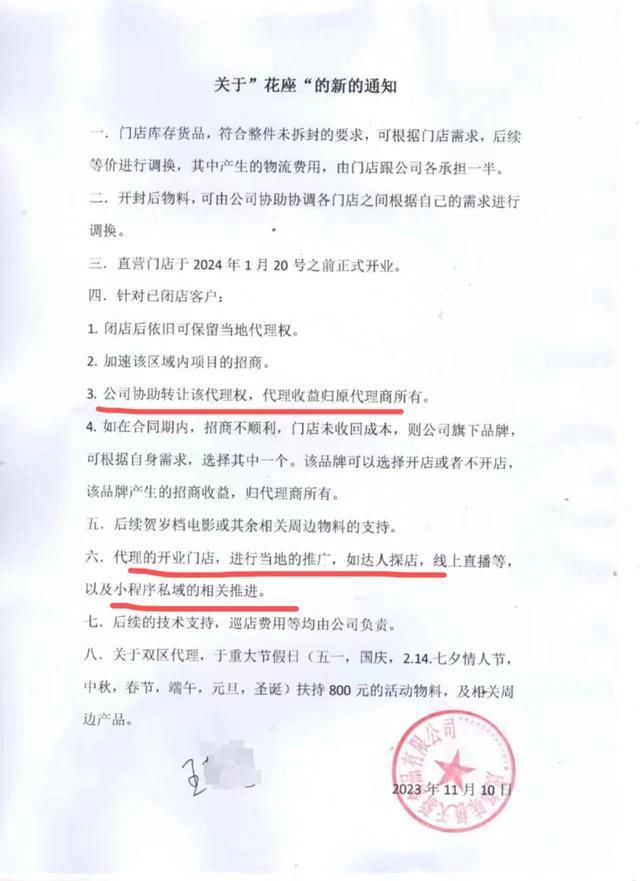 关于”花座“的新的通知
一．门店库存货品，符合整件未拆封的要求，可根据门店需求，后续
等价进行调换，其中产生的物流费用，由门店跟公司各承担一半。
二．开封后物料，可由公司协助协调各门店之间根据自己的需求进行
调换。
三．直营门店于 2024 年 1 月 20 号之前正式开业。
四．针对已闭店客户：
1. 闭店后依旧可保留当地代理权。
2. 加速该区域内项目的招商。
3. 公司协助转让该代理权，代理收益归原代理商所有。
4. 如在合同期内，招商不顺利，门店未收回成本，则公司旗下品牌，
可根据自身需求，选择其中一个。该品牌可以选择开店或者不开店，
该品牌产生的招商收益，归代理商所有。
五．后续贺岁档电影或其余相关周边物料的支持。
六．代理的开业门店，进行当地的推广，如达人探店，线上直播等，
以及小程序私域的相关推进。
七．后续的技术支持，巡店费用等均由公司负责。
八．关于双区代理，于重大节假日（五一，国庆，2.14.七夕情人节，
中秋，春节，端午，元旦，圣诞）扶持 800 元的活动物料，及相关周
边产品。
王
品有限公司
2023 年 11 月 10 日